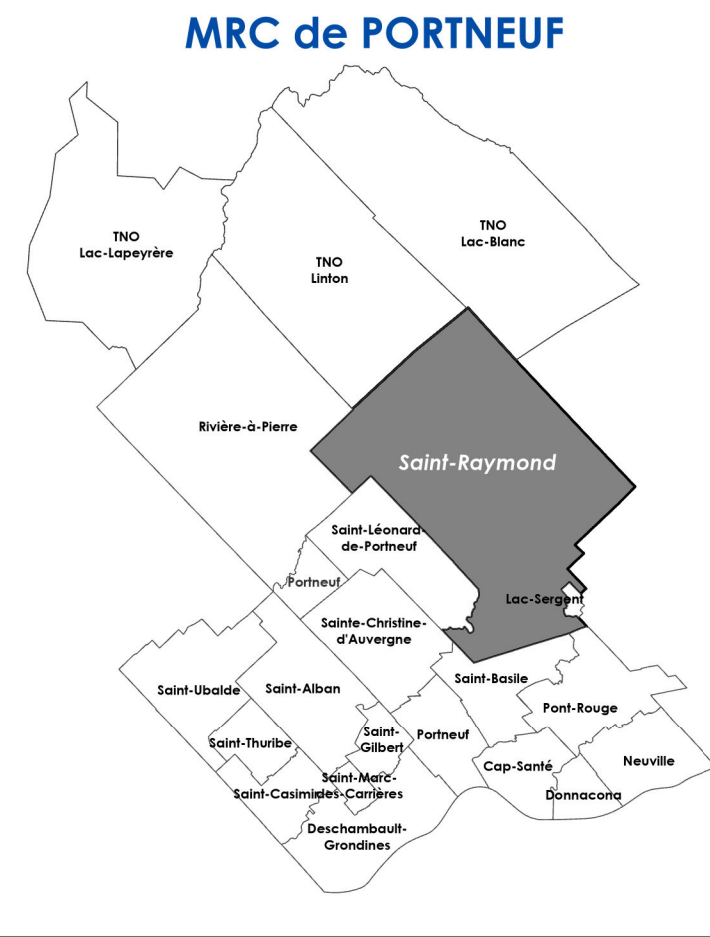 MRC de PORTNEUF
TNO
Lac-Lapeyrère
TNO
Linton
TNO
Lac-Blanc
Rivière-à-Pierre
Saint-Raymond
Saint-Léonard-
de-Portneuf
Portneuf
Lac-Sergent
Sainte-Christine-
d'Auvergne
Saint-Ubalde
Saint-Alban
Saint-Basile
Pont-Rouge
Saint-Thuribe
Saint-
Gilbert
Portneuf
Cap-Santé
Neuville
Saint-Casimir
Saint-Marc-
des-Carrières
Donnacona
Deschambault-
Grondines